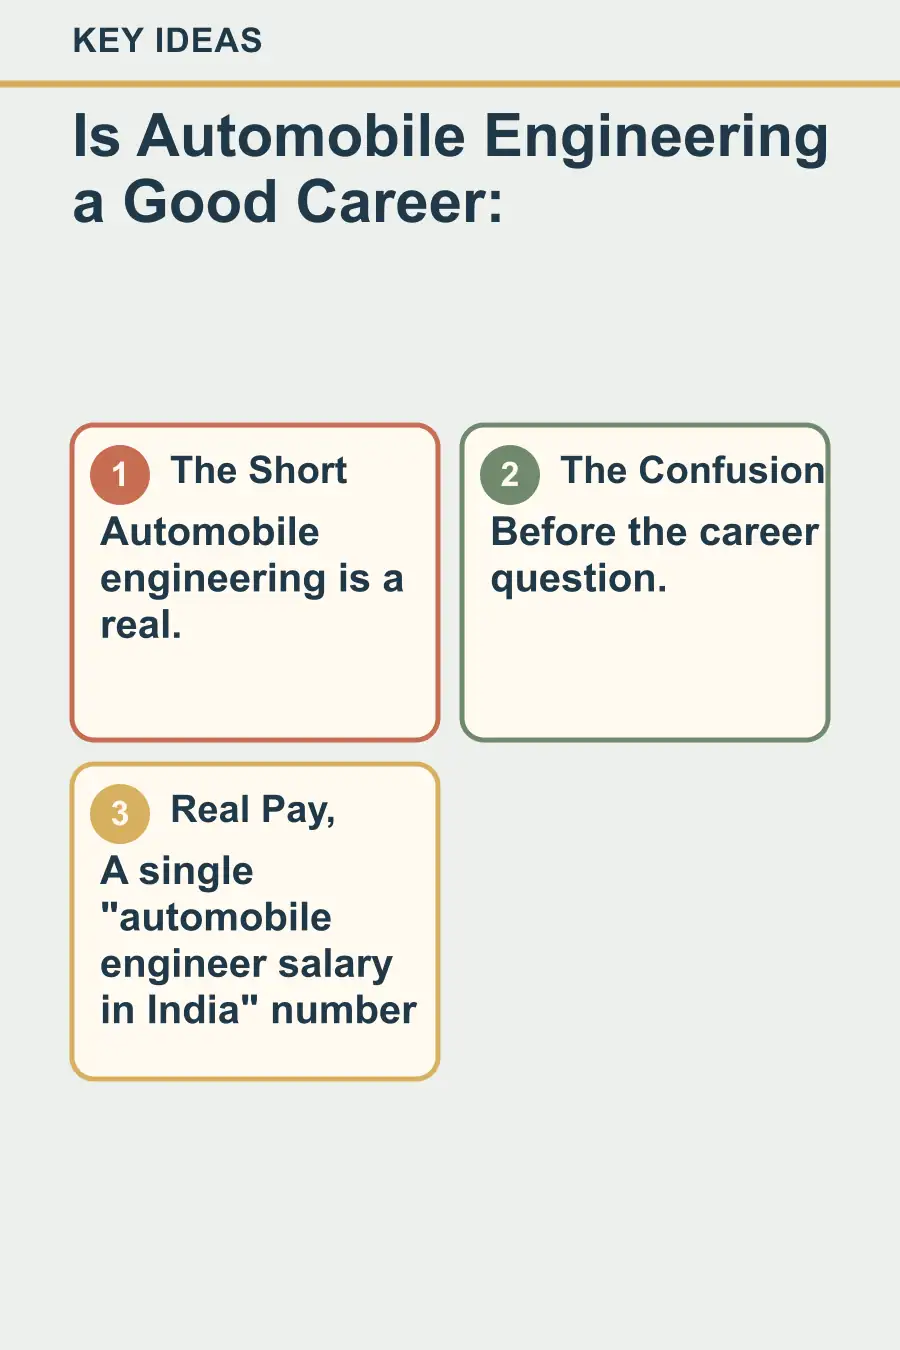 KEY IDEAS
Is Automobile Engineering
a Good Career:
1 The Short
Automobile
engineering is a
real.
2 The Confusion
Before the career
question.
3 Real Pay,
A single
"automobile
engineer salary
in India" number